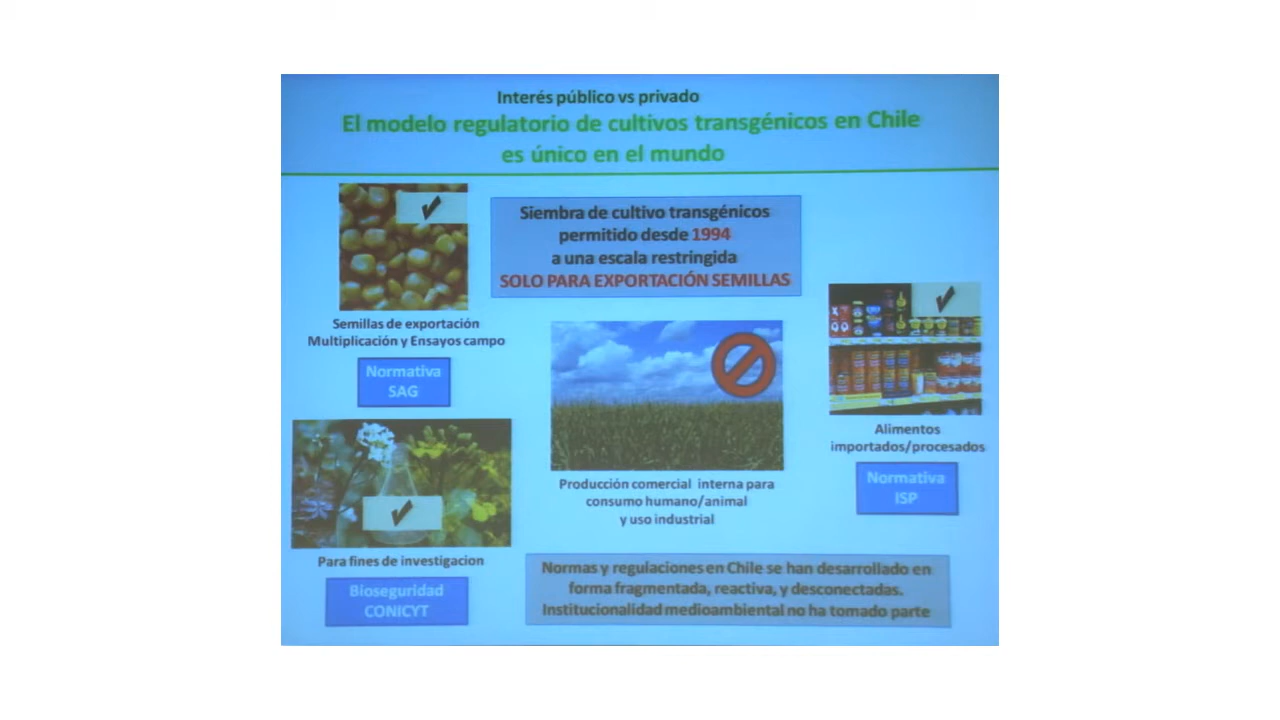 Interés público vs privado
El modelo regulatorio de cultivos transgénicos en Chile
es único en el mundo
Siembra de cultivo transgénicos
permitido desde 1994
a una escala restringida
SOLO PARA EXPORTACIÓN SEMILLAS
Semillas de exportación
Multiplicación y Ensayos campo
Normativa
SAG
Para fines de investigacion
Bioseguridad
CONICYT
Producción comercial interna para
consumo humano/animal
y uso industrial
Alimentos
importados/procesados
Normativa
ISP
Normas y regulaciones en Chile se han desarrollado en
forma fragmentada, reactiva, y desconectadas.
Institucionalidad medioambiental no ha tomado parte